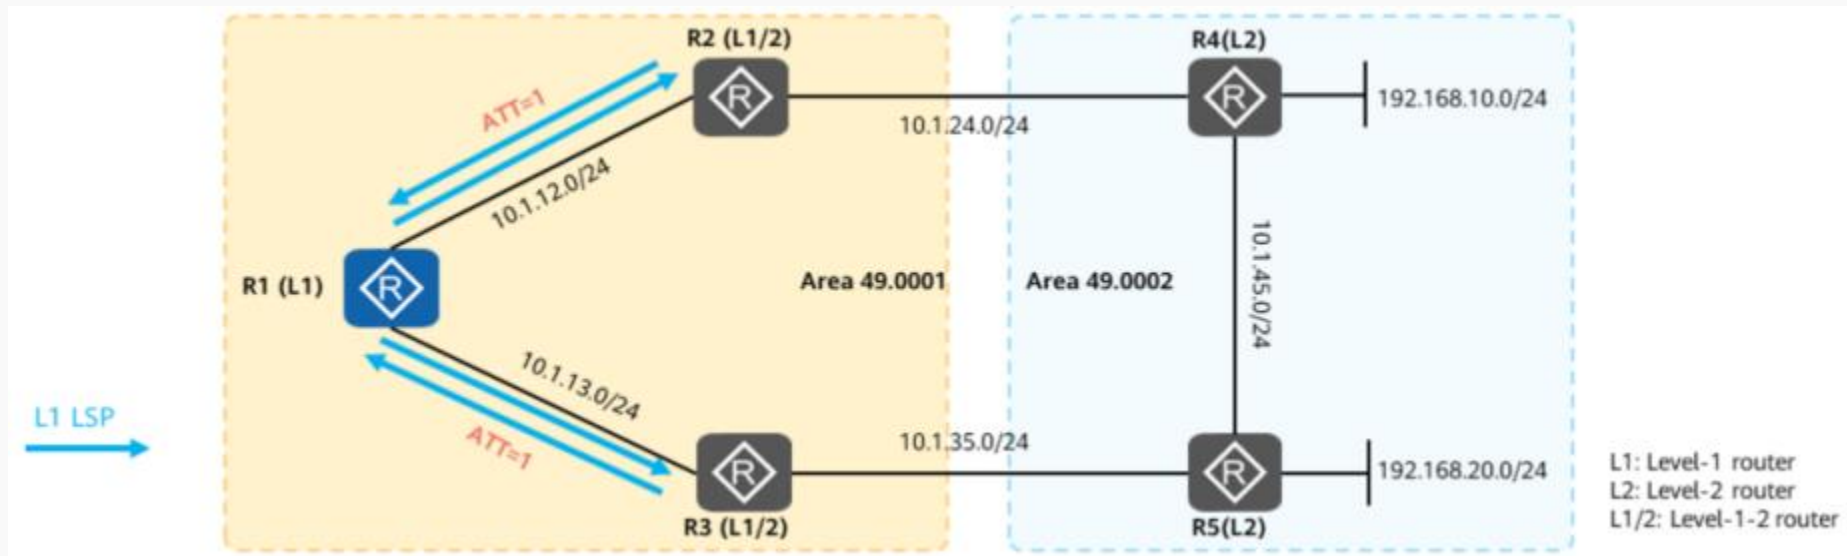 R2 (L1/2)
R4(L2)
ATT=1
R
R
192.168.10.0/24
10.1.24.0/24
10.1.12.0/24
R1 (L1)
R
Area 49.0001
Area 49.0002
10.1.45.0/24
10.1.13.0/24
L1 LSP
ATT=1
10.1.35.0/24
R
R
192.168.20.0/24
R3 (L1/2)
R5(L2)
L1: Level-1 router
L2: Level-2 router
L1/2: Level-1-2 router